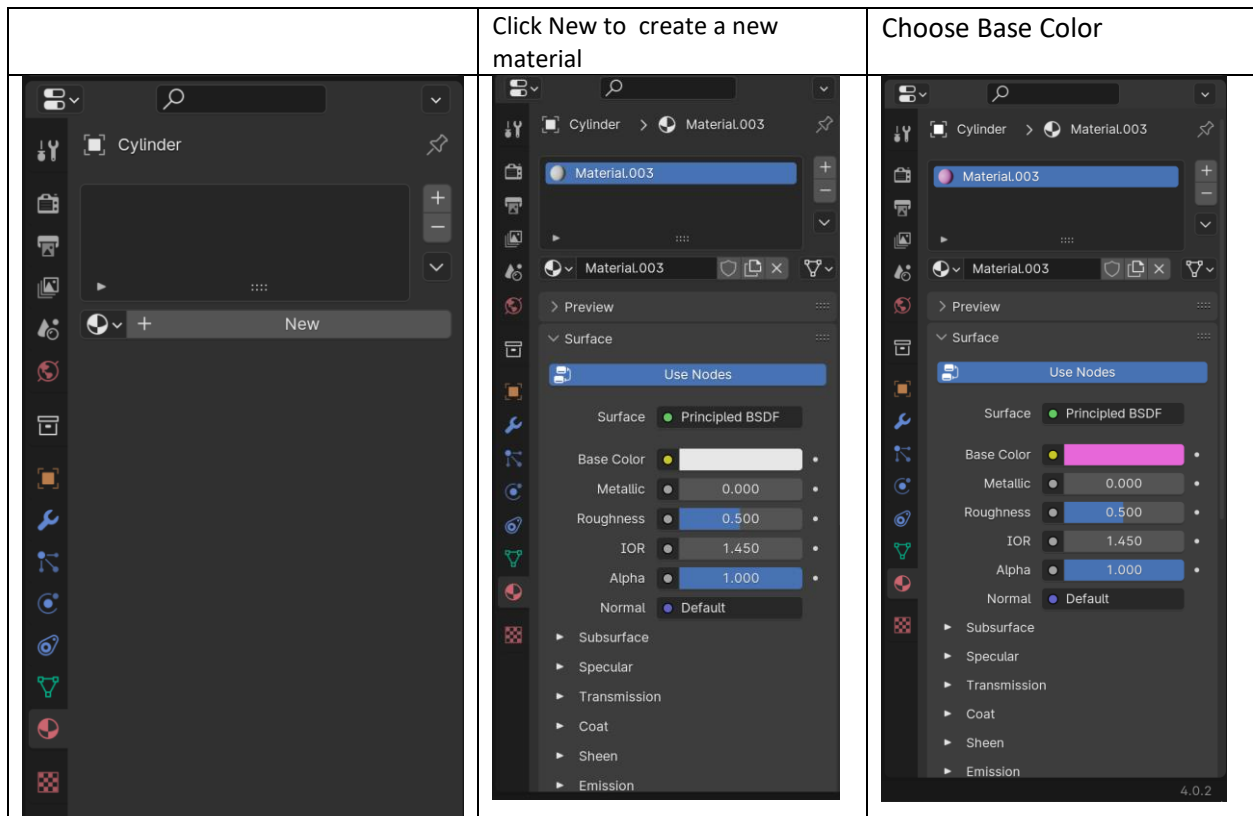 Click New to create a new
material
Choose Base Color
Cylinder
New
Cylinder > Material.003
Material.003
Material.003
> Preview
Surface
Use Nodes
Surface Principled BSDF
Base Color
Metallic 0.000
Roughness 0.500
IOR 1.450
Alpha 1.000
Normal Default
Subsurface
Specular
Transmission
Coat
Sheen
Emission
Cylinder > Material.003
Material.003
Material.003
> Preview
Surface
Use Nodes
Surface Principled BSDF
Base Color
Metallic 0.000
Roughness 0.500
IOR 1.450
Alpha 1.000
Normal Default
Subsurface
Specular
Transmission
Coat
Sheen
Emission
4.0.2